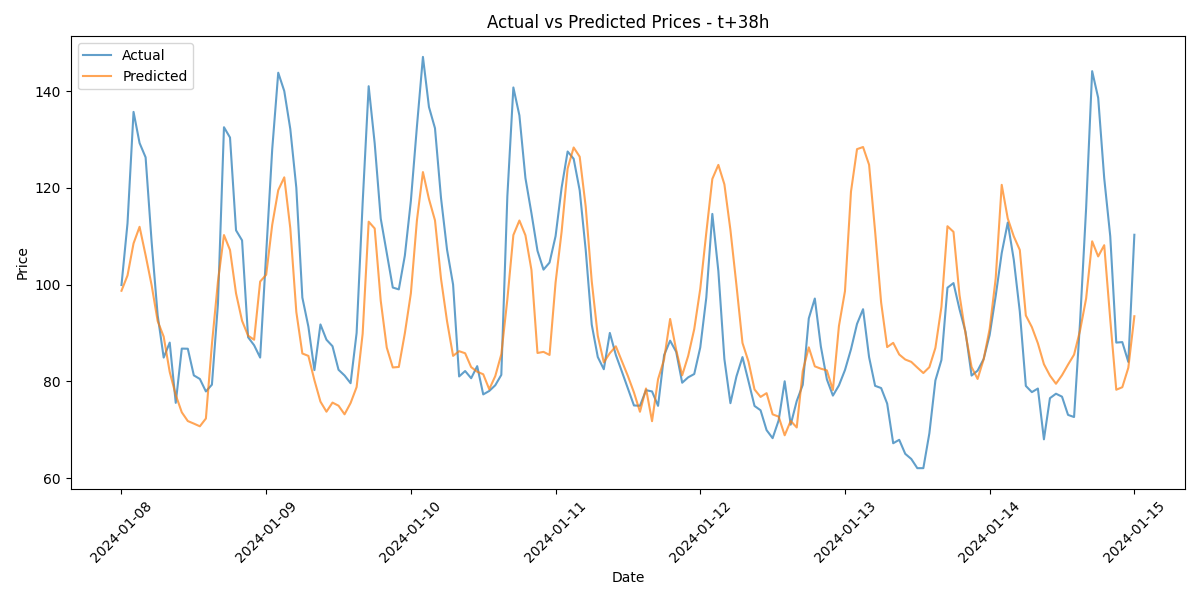 Actual vs Predicted Prices - t+38h
Actual
Predicted
Price
140
120
100
80
60
2024-01-08
2024-01-09
2024-01-10
2024-01-11
2024-01-12
2024-01-13
2024-01-14
2024-01-15
Date